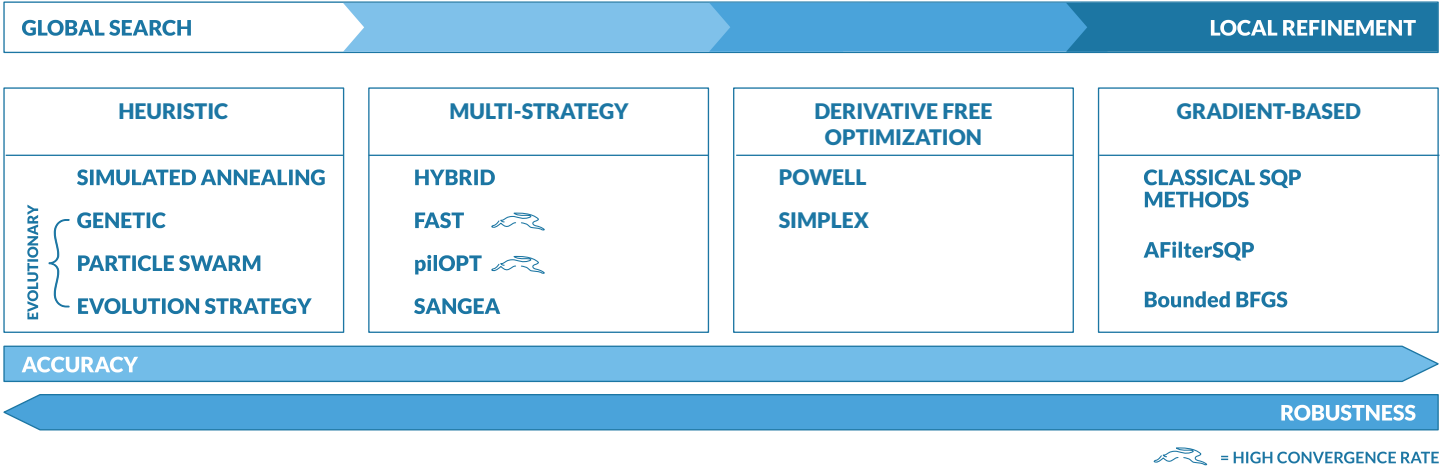 GLOBAL SEARCH
LOCAL REFINEMENT
HEURISTIC
SIMULATED ANNEALING
EVOLUTIONARY
GENETIC
PARTICLE SWARM
EVOLUTION STRATEGY
MULTI-STRATEGY
HYBRID
FAST
pilOPT
SANGEA
DERIVATIVE FREE
OPTIMIZATION
POWELL
SIMPLEX
GRADIENT-BASED
CLASSICAL SQP
METHODS
AFilterSQP
Bounded BFGS
ACCURACY
ROBUSTNESS
= HIGH CONVERGENCE RATE